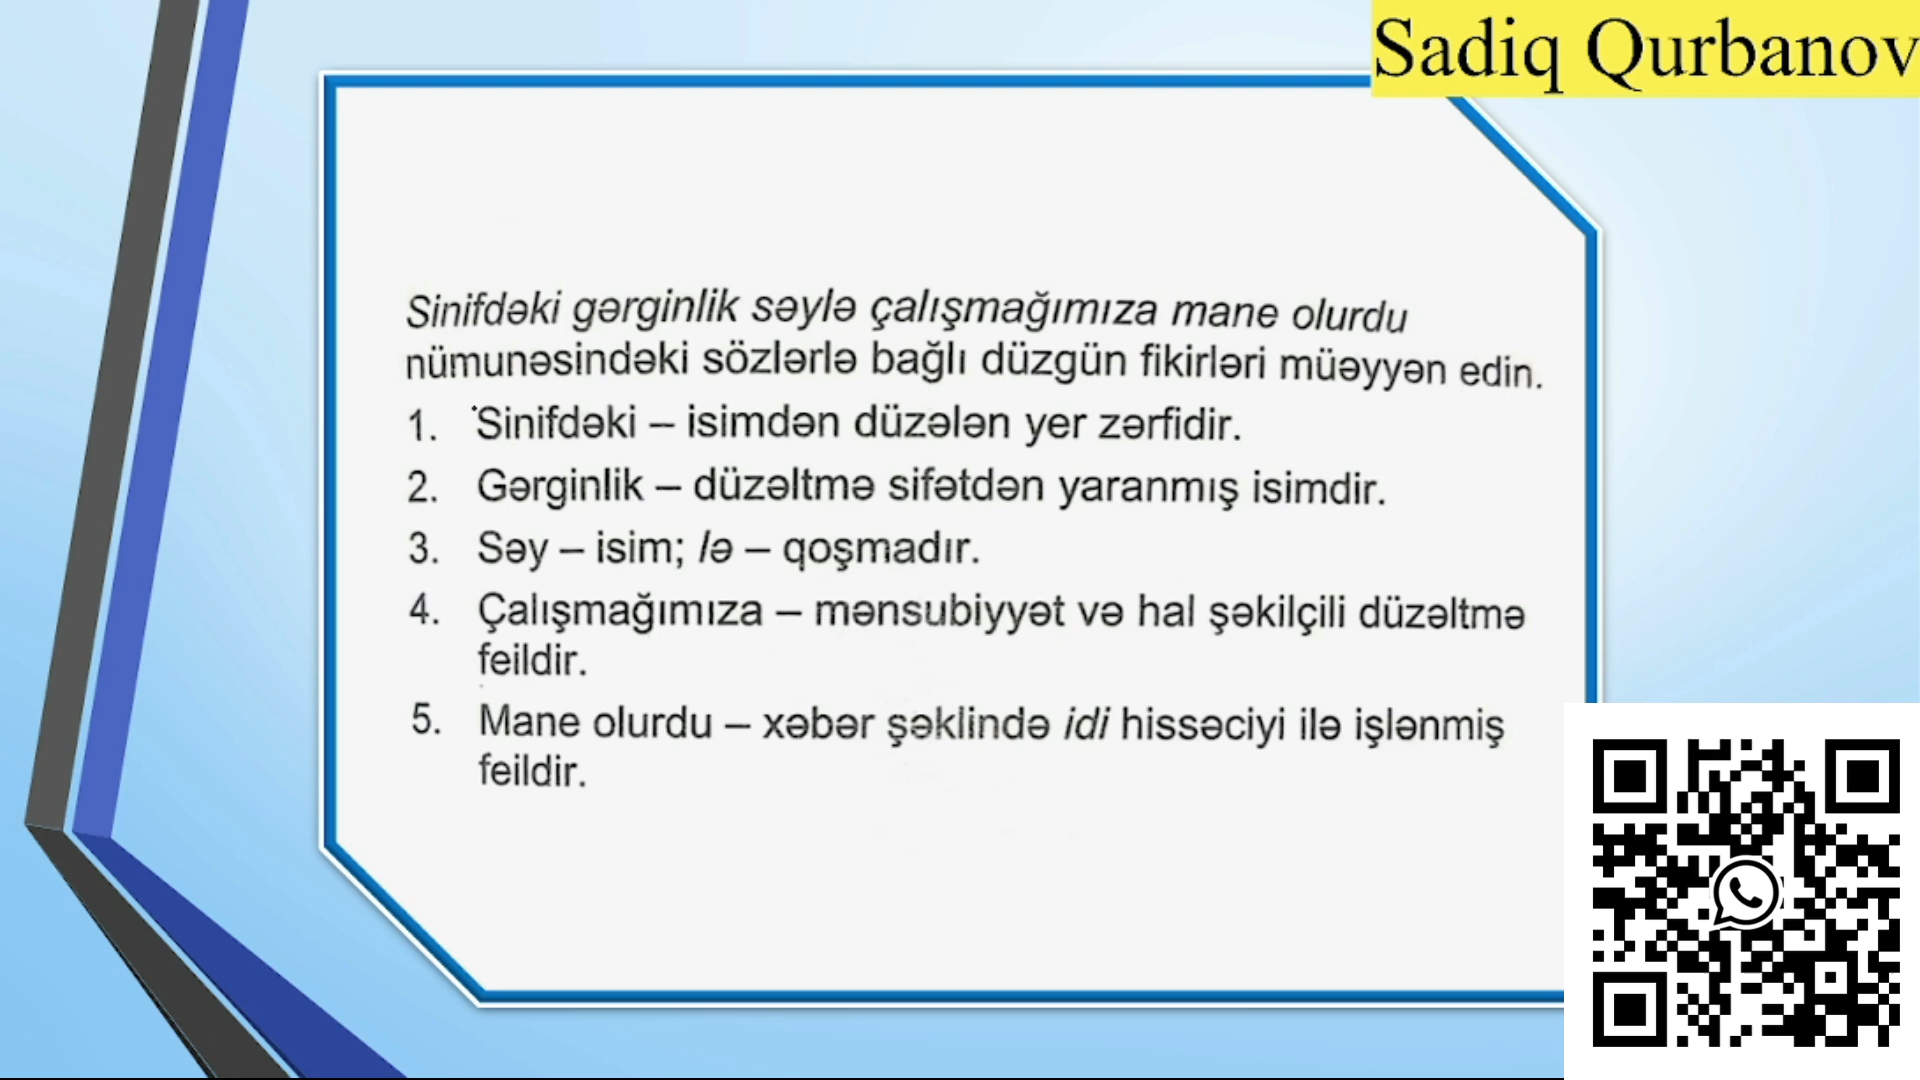 Sadiq Qurbanov
Sinifdəki gərginlik səylə çalışmağımıza mane olurdu
nümunəsindəki sözlərlə bağlı düzgün fikirləri müəyyən edin.
1. Sinifdəki – isimdən düzələn yer zərfidir.
2. Gərginlik – düzəltmə sifətdən yaranmış isimdir.
3. Səy – isim; lə – qoşmadır.
4. Çalışmağımıza – mənsubiyyət və hal şəkilçili düzəltmə
feildir.
5. Mane olurdu – xəbər şəklində idi hissəciyi ilə işlənmiş
feildir.